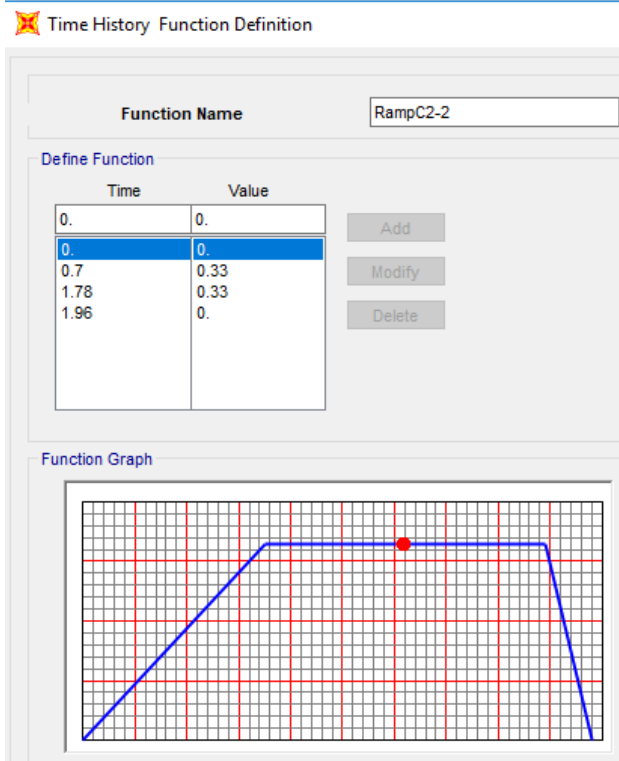 Time History Function Definition
Function Name RampC2-2
Define Function
Time Value
0. 0.
Add
0. 0.
0.7 0.33
Modify
1.78 0.33
1.96 0.
Delete
Function Graph